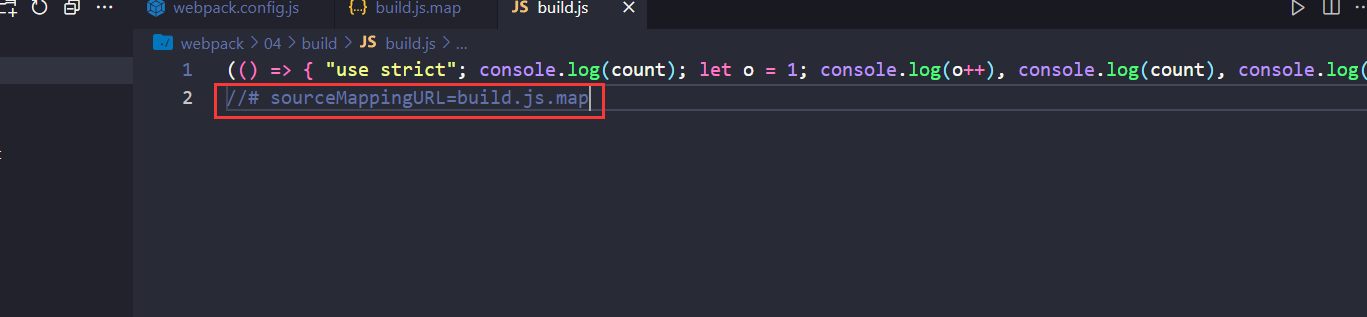 webpack.config.js
{…} build.js.map
JS build.js
webpack > 04 > build > JS build.js > ...
1 (() => { "use strict"; console.log(count); let o = 1; console.log(o++), console.log(count), console.log(
2 //# sourceMappingURL=build.js.map